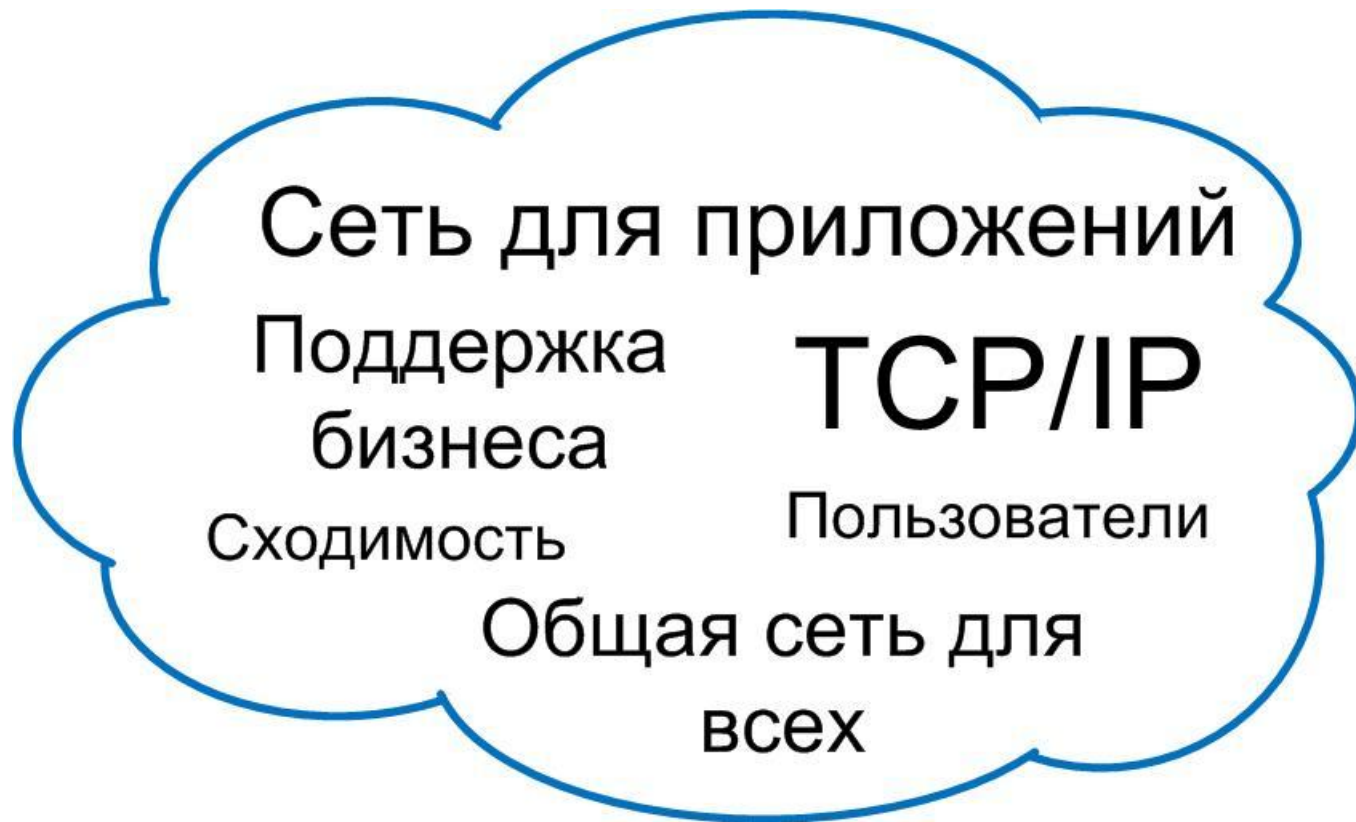 Сеть для приложений
Поддержка
бизнеса
TCP/IP
Сходимость
Пользователи
Общая сеть для
всех